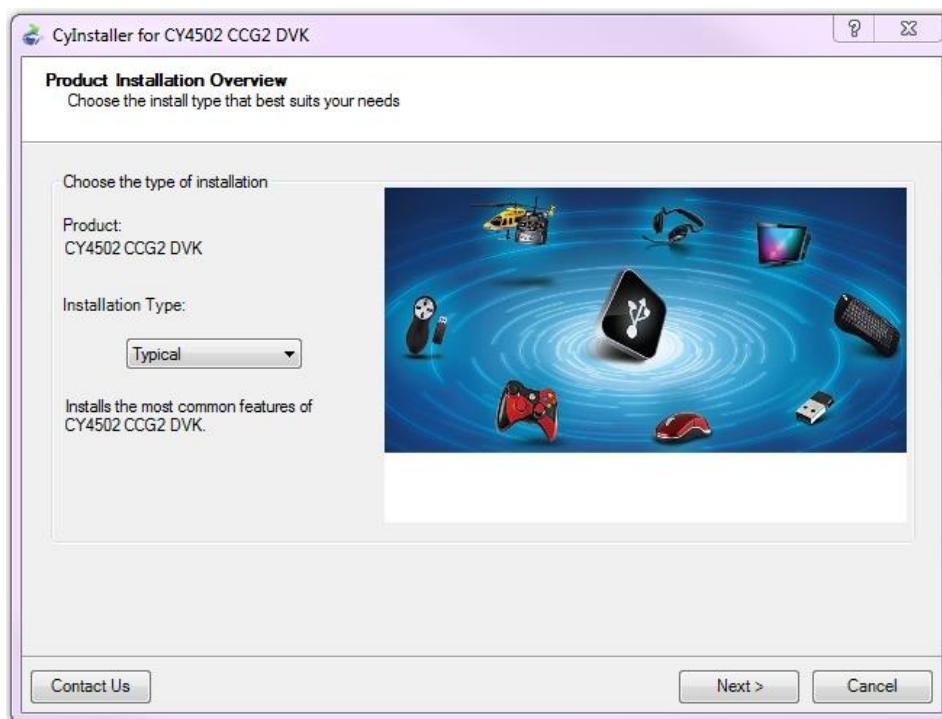 CyInstaller for CY4502 CCG2 DVK
Product Installation Overview
Choose the install type that best suits your needs
Choose the type of installation
Product:
CY4502 CCG2 DVK
Installation Type:
Typical
Installs the most common features of
CY4502 CCG2 DVK.
Contact Us
Next >
Cancel